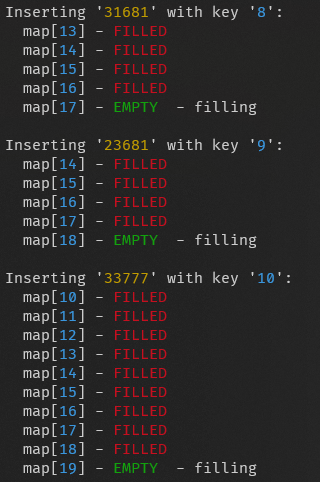 Inserting '31681' with key '8':
  map[13] - FILLED
  map[14] - FILLED
  map[15] - FILLED
  map[16] - FILLED
  map[17] - EMPTY  - filling

Inserting '23681' with key '9':
  map[14] - FILLED
  map[15] - FILLED
  map[16] - FILLED
  map[17] - FILLED
  map[18] - EMPTY  - filling

Inserting '33777' with key '10':
  map[10] - FILLED
  map[11] - FILLED
  map[12] - FILLED
  map[13] - FILLED
  map[14] - FILLED
  map[15] - FILLED
  map[16] - FILLED
  map[17] - FILLED
  map[18] - FILLED
  map[19] - EMPTY  - filling